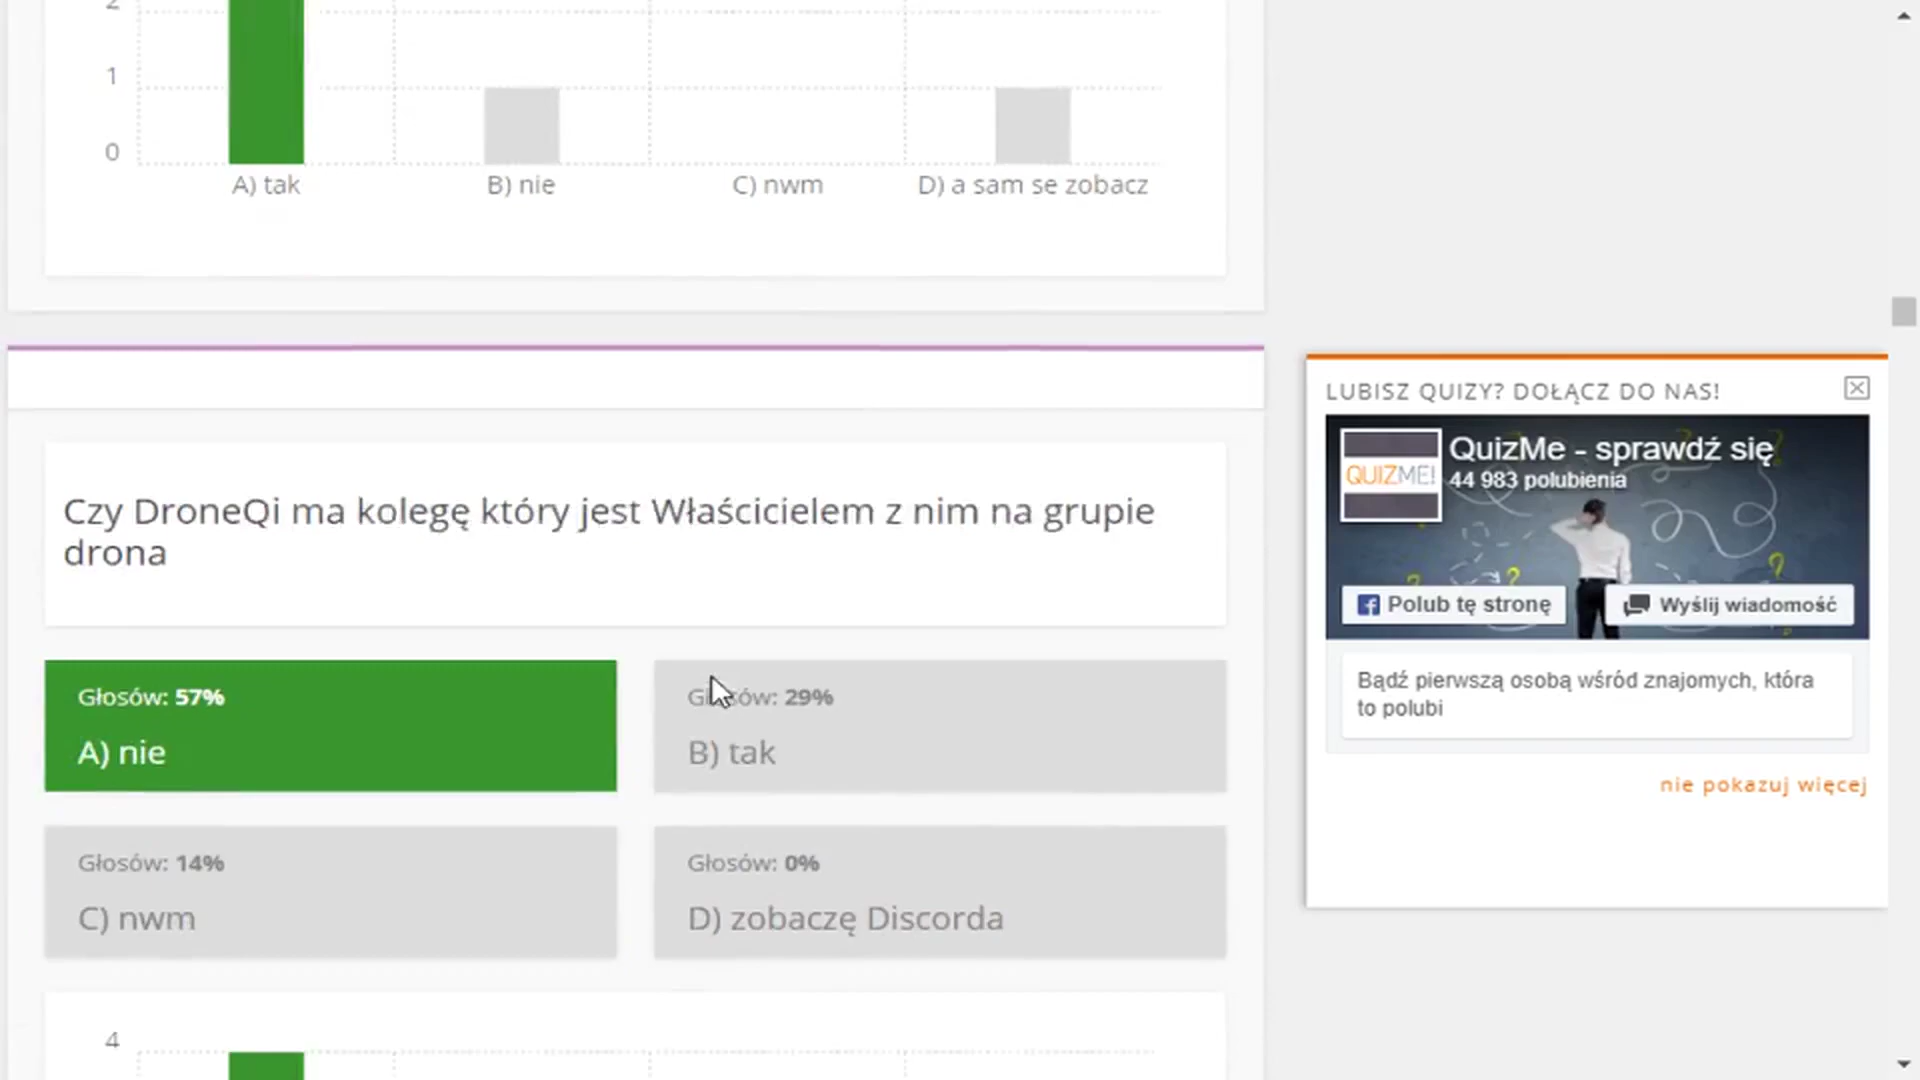 2
1
0
A) tak
B) nie
C) nwm
D) a sam se zobacz
Czy DroneQi ma kolegę który jest Właścicielem z nim na grupie
drona
Głosów: 57%
A) nie
Głosów: 29%
B) tak
Głosów: 14%
C) nwm
Głosów: 0%
D) zobaczę Discorda
4
LUBISZ QUIZY? DOŁĄCZ DO NAS!
QUIZME!
QuizMe - sprawdź się
44 983 polubienia
Polub tę stronę
Wyślij wiadomość
Bądź pierwszą osobą wśród znajomych, która
to polubi
nie pokazuj więcej